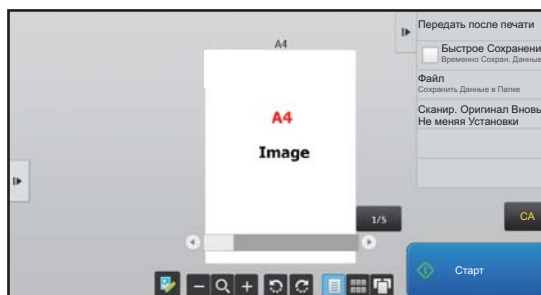 A4
A4
Image
1/5
Передать после печати
Быстрое Сохранени
Временно Сохран. Данные
Файл
Сохранить Данные в Папке
Сканир. Оригинал Вновь
Не меняя Установки
CA
Старт